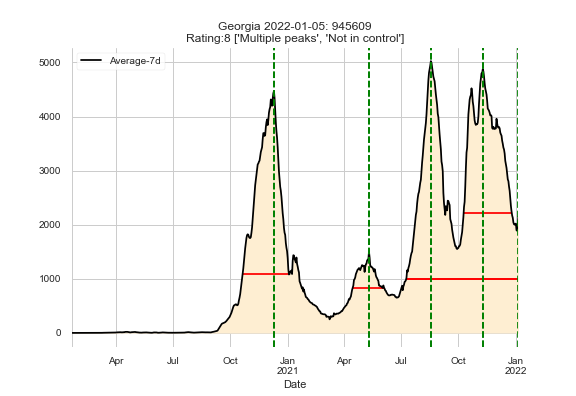 Georgia 2022-01-05: 945609
Rating:8 ['Multiple peaks', 'Not in control']
Average-7d
5000
4000
3000
2000
1000
0
Apr
Jul
Oct
Jan
2021
Apr
Jul
Oct
Jan
2022
Date